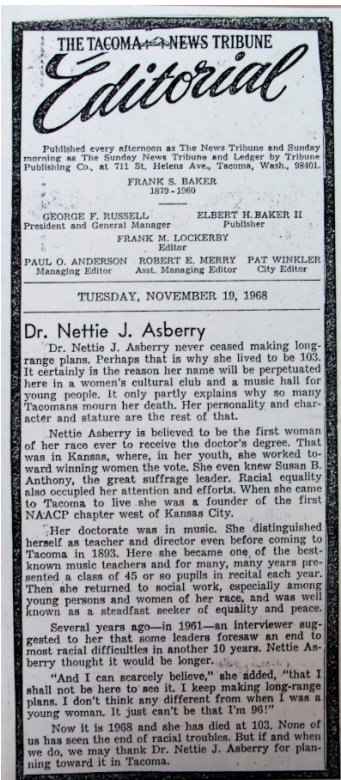 THE TACOMA NEWS TRIBUNE
Editorial
Published every afternoon as The News Tribune and Sunday
morning as The Sunday News Tribune and Ledger by Tribune
Publishing Co., at 711 St. Helens Ave., Tacoma, Wash., 98401.
FRANK S. BAKER
1879-1960
GEORGE F. RUSSELL ELBERT H. BAKER II
President and General Manager Publisher
FRANK M. LOCKERBY
Editor
PAUL O. ANDERSON ROBERT E. MERRY PAT WINKLER
Managing Editor Asst. Managing Editor City Editor
TUESDAY, NOVEMBER 19, 1968
Dr. Nettie J. Asberry
Dr. Nettie J. Asberry never ceased making long-
range plans. Perhaps that is why she lived to be 103.
It certainly is the reason her name will be perpetuated
here in a women's cultural club and a music hall for
young people. It only partly explains why so many
Tacomans mourn her death. Her personality and char-
acter and stature are the rest of that.
Nettie Asberry is believed to be the first woman
of her race ever to receive the doctor's degree. That
was in Kansas, where, in her youth, she worked to-
ward winning women the vote. She even knew Susan B.
Anthony, the great suffrage leader. Racial equality
also occupied her attention and efforts. When she came
to Tacoma to live she was a founder of the first
NAACP chapter west of Kansas City.
Her doctorate was in music. She distinguished
herself as teacher and director even before coming to
Tacoma in 1893. Here she became one of the best-
known music teachers and for many, many years pre-
sented a class of 45 or so pupils in recital each year.
Then she returned to social work, especially among
young persons and women of her race, and was well
known as a steadfast seeker of equality and peace.
Several years ago—in 1961—an interviewer sug-
gested to her that some leaders foresaw an end to
most racial difficulties in another 10 years. Nettie As-
berry thought it would be longer.
"And I can scarcely believe," she added, "that I
shall not be here to see it. I keep making long-range
plans. I don't think any different from when I was a
young woman. It just can't be that I'm 96!"
Now it is 1968 and she has died at 103. None of
us has seen the end of racial troubles. But if and when
we do, we may thank Dr. Nettie J. Asberry for plan-
ning toward it in Tacoma.